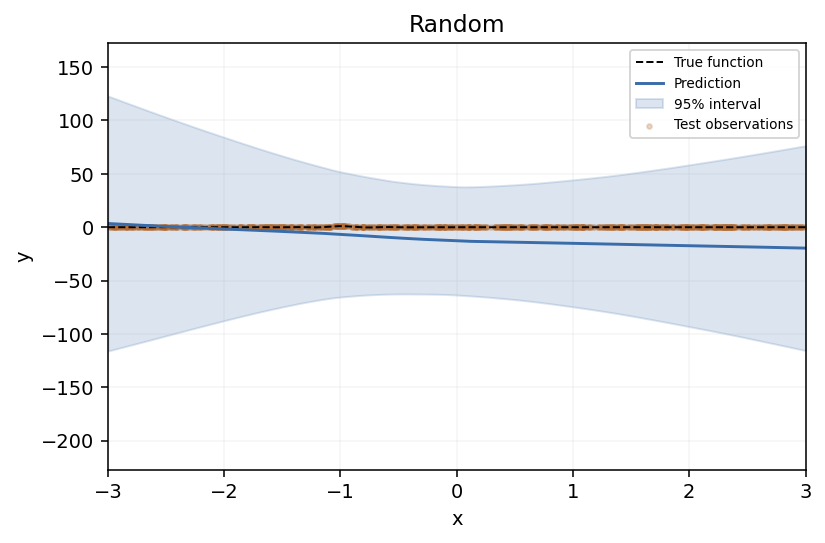 Random
150
100
50
0
−50
−100
−150
−200
y
−3 −2 −1 0 1 2 3
x
True function
Prediction
95% interval
Test observations